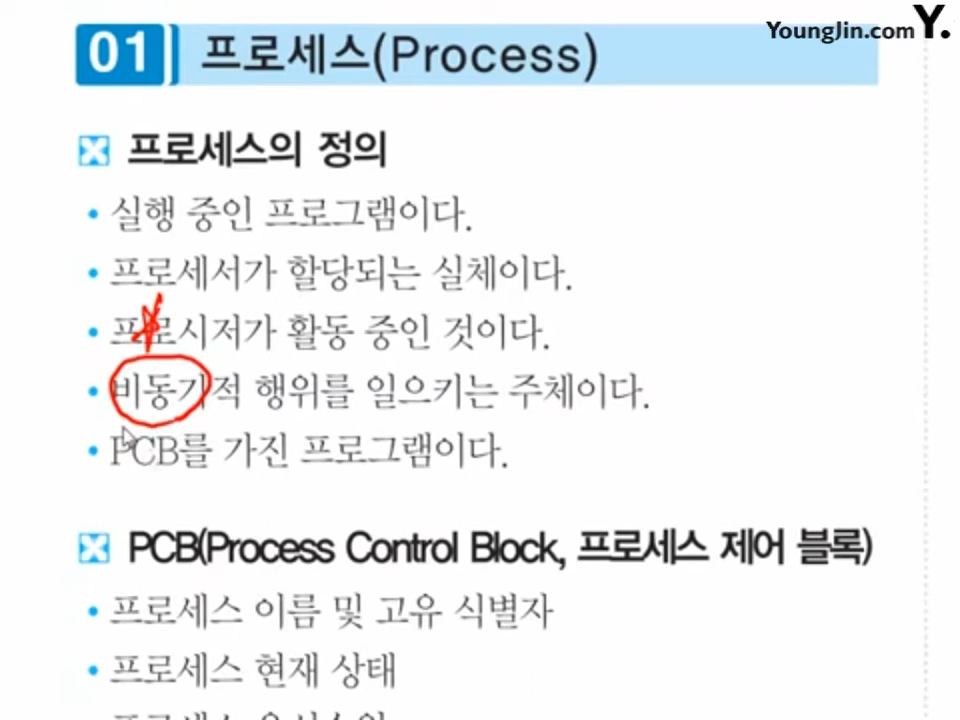 Youngjin.com Y.
01 프로세스(Process)
프로세스의 정의
• 실행 중인 프로그램이다.
• 프로세서가 할당되는 실체이다.
• 프로시저가 활동 중인 것이다.
• 비동기적 행위를 일으키는 주체이다.
• PCB를 가진 프로그램이다.
PCB(Process Control Block, 프로세스 제어 블록)
• 프로세스 이름 및 고유 식별자
• 프로세스 현재 상태